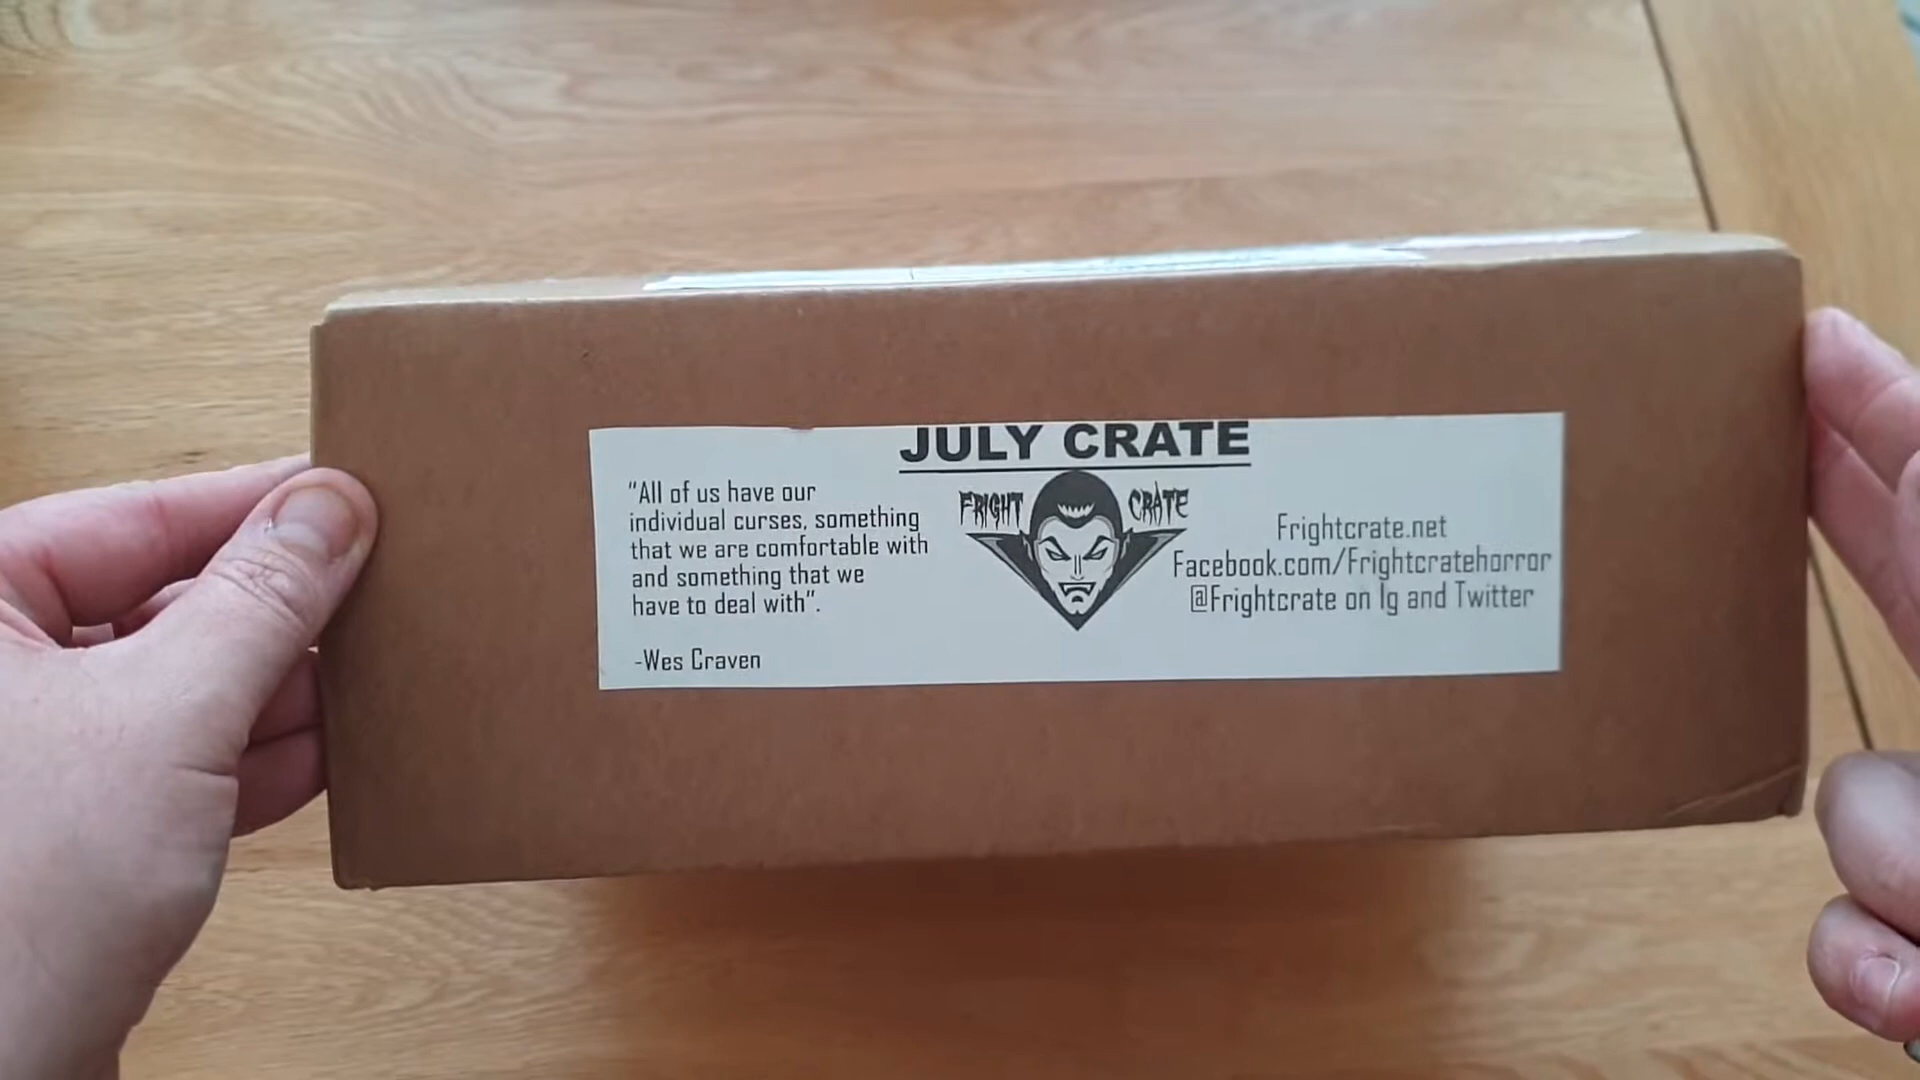 JULY CRATE
"All of us have our
individual curses, something
that we are comfortable with
and something that we
have to deal with".
-Wes Craven
FRIGHT CRATE
Frightcrate.net
Facebook.com/Frightcratehorror
@Frightcrate on Ig and Twitter